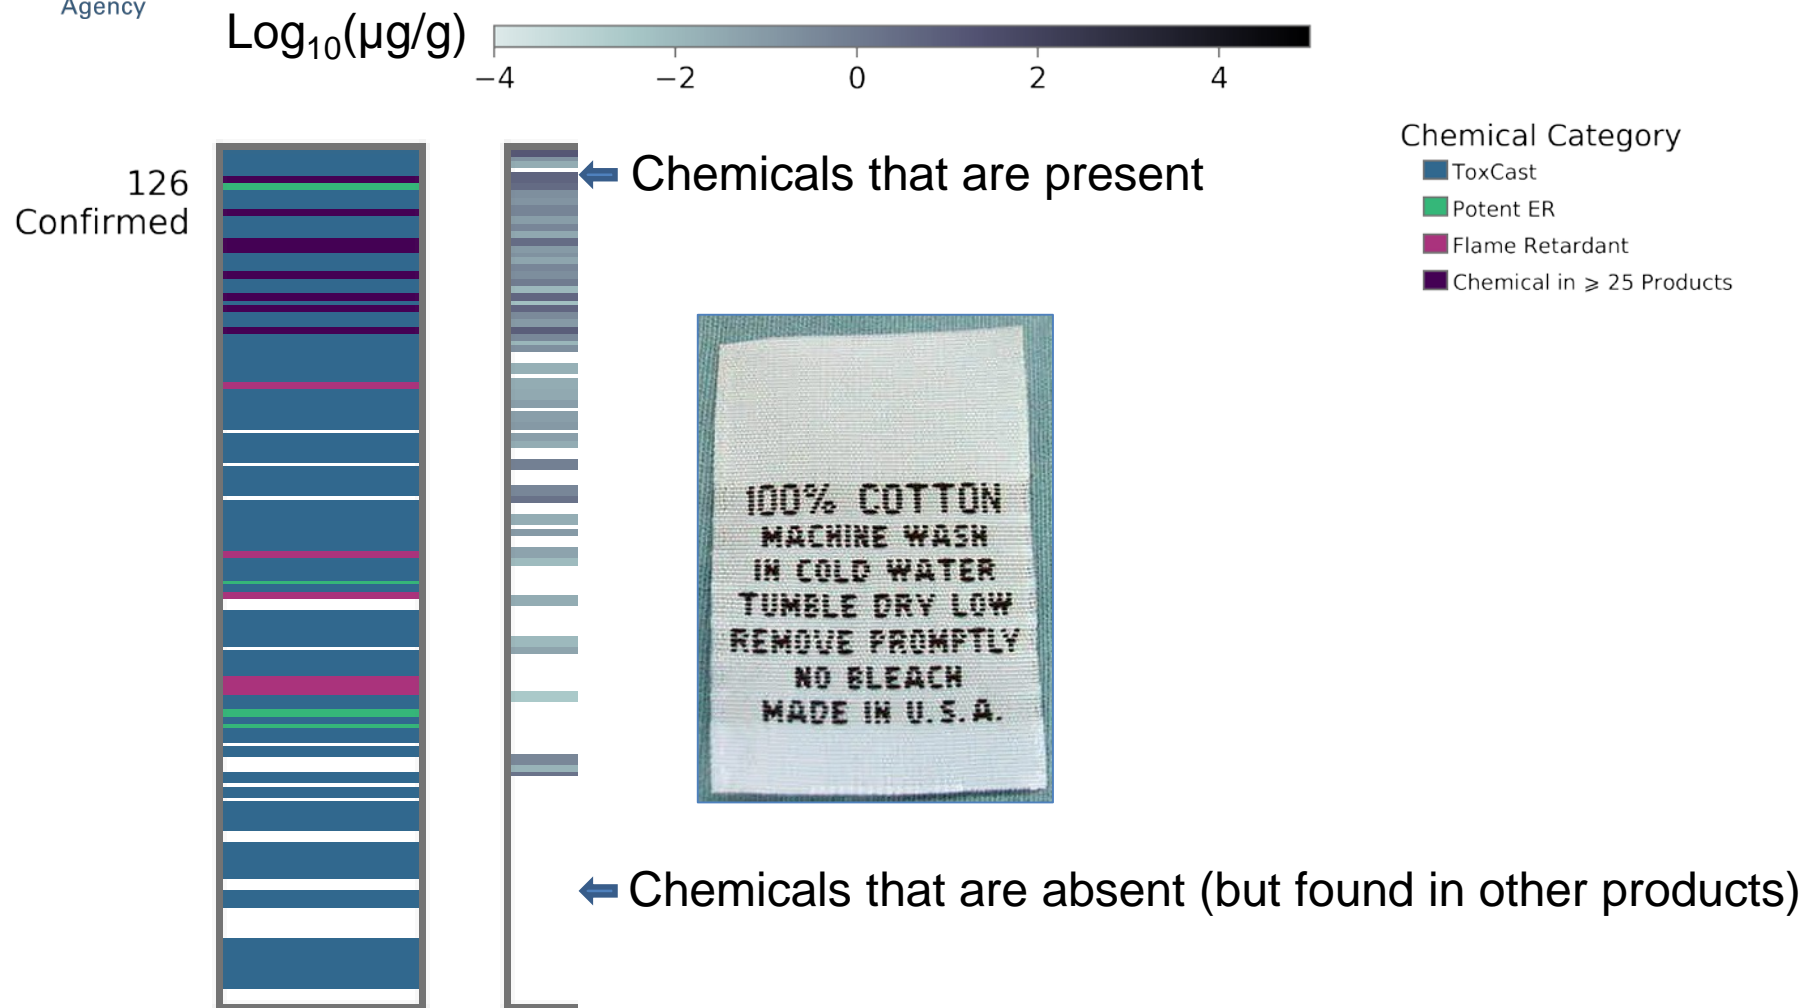 Agency
Log₁₀(µg/g)
−4 −2 0 2 4
Chemical Category
ToxCast
Potent ER
Flame Retardant
Chemical in ⩾ 25 Products
126
Confirmed
Chemicals that are present
100% COTTON
MACHINE WASH
IN COLD WATER
TUMBLE DRY LOW
REMOVE PROMPTLY
NO BLEACH
MADE IN U.S.A.
Chemicals that are absent (but found in other products)